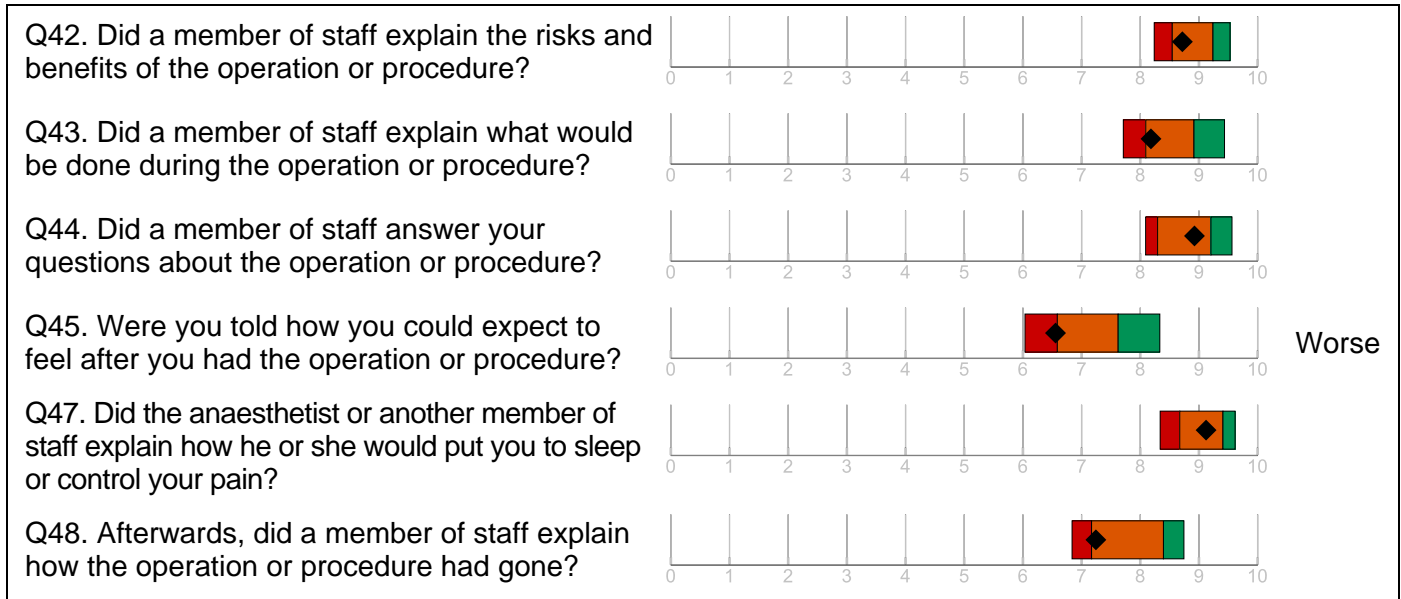 Q42. Did a member of staff explain the risks and
benefits of the operation or procedure?
0 1 2 3 4 5 6 7 8 9 10
Q43. Did a member of staff explain what would
be done during the operation or procedure?
0 1 2 3 4 5 6 7 8 9 10
Q44. Did a member of staff answer your
questions about the operation or procedure?
0 1 2 3 4 5 6 7 8 9 10
Q45. Were you told how you could expect to
feel after you had the operation or procedure?
Worse
0 1 2 3 4 5 6 7 8 9 10
Q47. Did the anaesthetist or another member of
staff explain how he or she would put you to sleep
or control your pain?
0 1 2 3 4 5 6 7 8 9 10
Q48. Afterwards, did a member of staff explain
how the operation or procedure had gone?
0 1 2 3 4 5 6 7 8 9 10